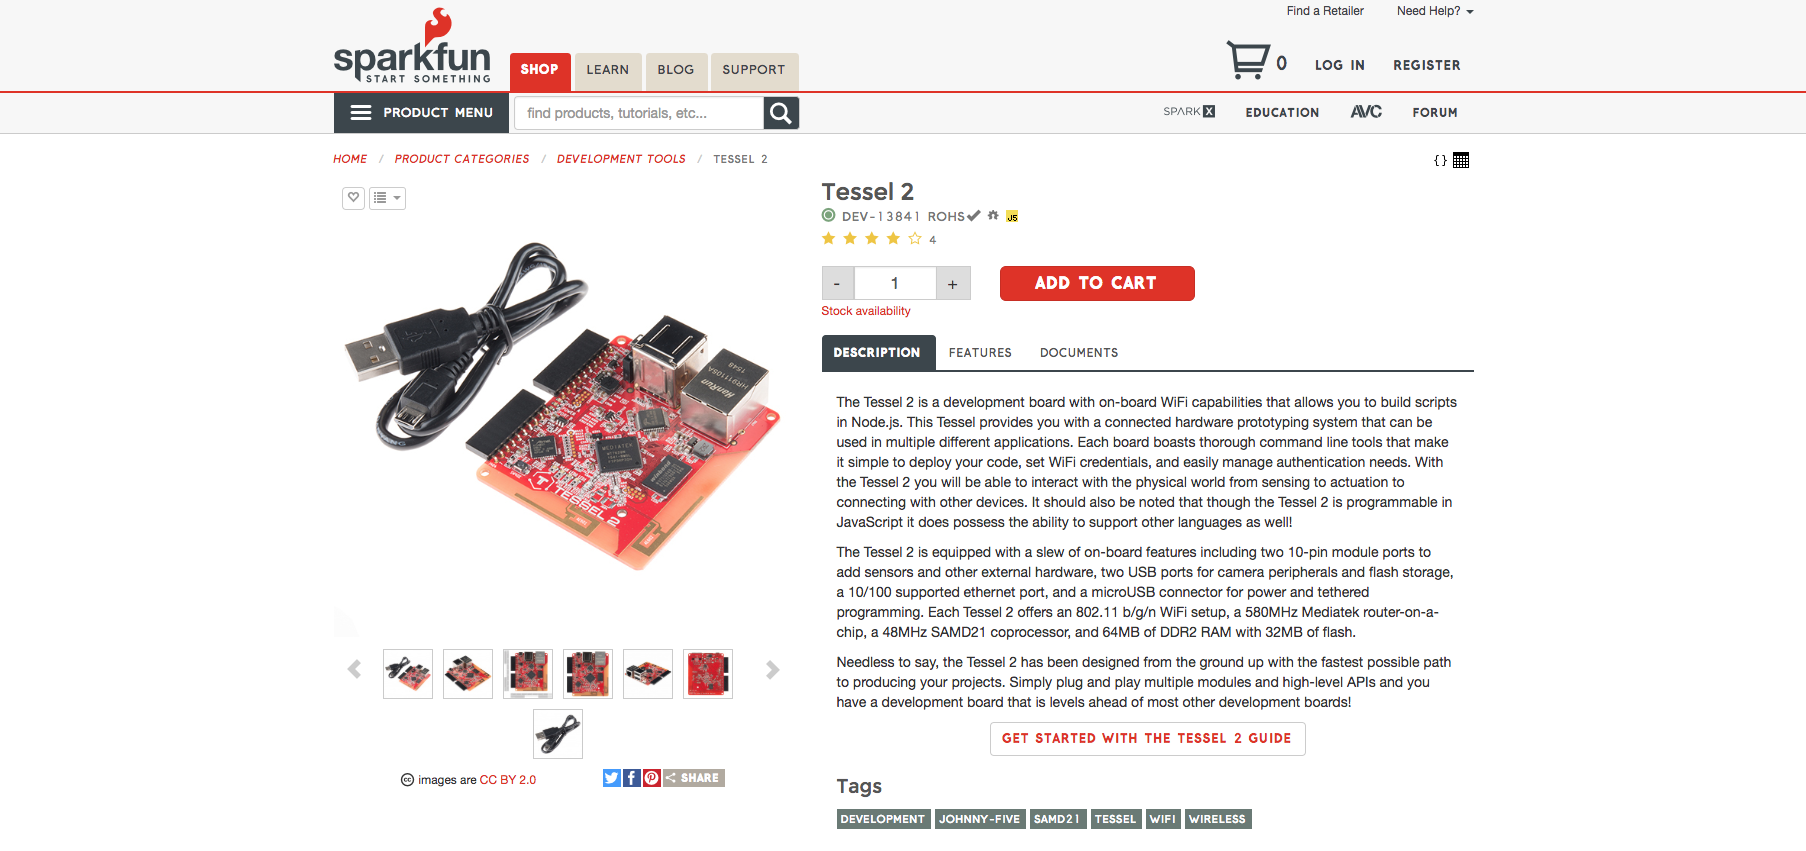 Find a Retailer Need Help?
sparkfun
START SOMETHING
SHOP LEARN BLOG SUPPORT
0 LOG IN REGISTER
PRODUCT MENU find products, tutorials, etc... SPARK X EDUCATION AVC FORUM
HOME / PRODUCT CATEGORIES / DEVELOPMENT TOOLS / TESSEL 2 {}
Tessel 2
DEV-13841 ROHS JS
4
- 1 + ADD TO CART
Stock availability
DESCRIPTION FEATURES DOCUMENTS
The Tessel 2 is a development board with on-board WiFi capabilities that allows you to build scripts
in Node.js. This Tessel provides you with a connected hardware prototyping system that can be
used in multiple different applications. Each board boasts thorough command line tools that make
it simple to deploy your code, set WiFi credentials, and easily manage authentication needs. With
the Tessel 2 you will be able to interact with the physical world from sensing to actuation to
connecting with other devices. It should also be noted that though the Tessel 2 is programmable in
JavaScript it does possess the ability to support other languages as well!
The Tessel 2 is equipped with a slew of on-board features including two 10-pin module ports to
add sensors and other external hardware, two USB ports for camera peripherals and flash storage,
a 10/100 supported ethernet port, and a microUSB connector for power and tethered
programming. Each Tessel 2 offers an 802.11 b/g/n WiFi setup, a 580MHz Mediatek router-on-a-
chip, a 48MHz SAMD21 coprocessor, and 64MB of DDR2 RAM with 32MB of flash.
Needless to say, the Tessel 2 has been designed from the ground up with the fastest possible path
to producing your projects. Simply plug and play multiple modules and high-level APIs and you
have a development board that is levels ahead of most other development boards!
GET STARTED WITH THE TESSEL 2 GUIDE
Tags
DEVELOPMENT JOHNNY-FIVE SAMD21 TESSEL WIFI WIRELESS
HanRun
HR911105A
1548
MEDIATEK
TESSEL 2
cc images are CC BY 2.0
SHARE